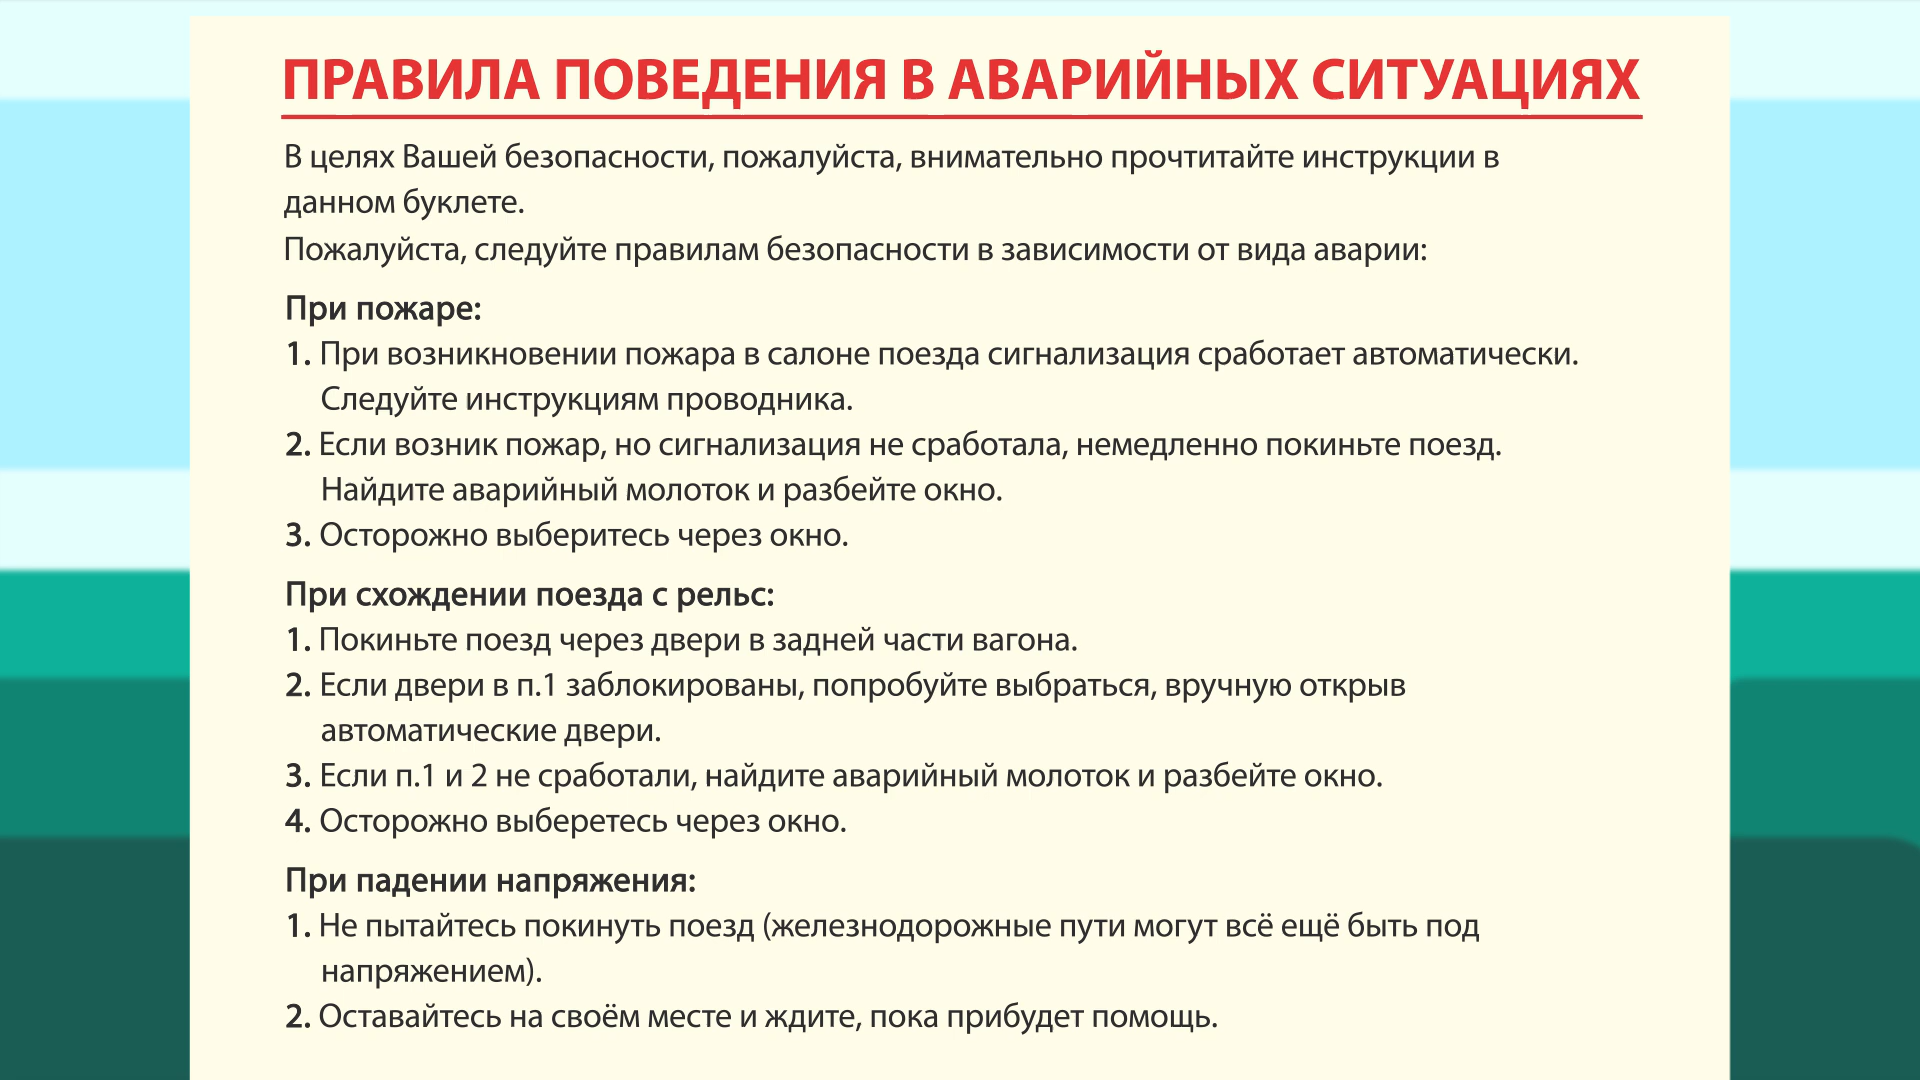 ПРАВИЛА ПОВЕДЕНИЯ В АВАРИЙНЫХ СИТУАЦИЯХ
В целях Вашей безопасности, пожалуйста, внимательно прочтитайте инструкции в
данном буклете.
Пожалуйста, следуйте правилам безопасности в зависимости от вида аварии:
При пожаре:
1. При возникновении пожара в салоне поезда сигнализация сработает автоматически.
Следуйте инструкциям проводника.
2. Если возник пожар, но сигнализация не сработала, немедленно покиньте поезд.
Найдите аварийный молоток и разбейте окно.
3. Осторожно выберитесь через окно.
При схождении поезда с рельс:
1. Покиньте поезд через двери в задней части вагона.
2. Если двери в п.1 заблокированы, попробуйте выбраться, вручную открыв
автоматические двери.
3. Если п.1 и 2 не сработали, найдите аварийный молоток и разбейте окно.
4. Осторожно выберетесь через окно.
При падении напряжения:
1. Не пытайтесь покинуть поезд (железнодорожные пути могут всё ещё быть под
напряжением).
2. Оставайтесь на своём месте и ждите, пока прибудет помощь.